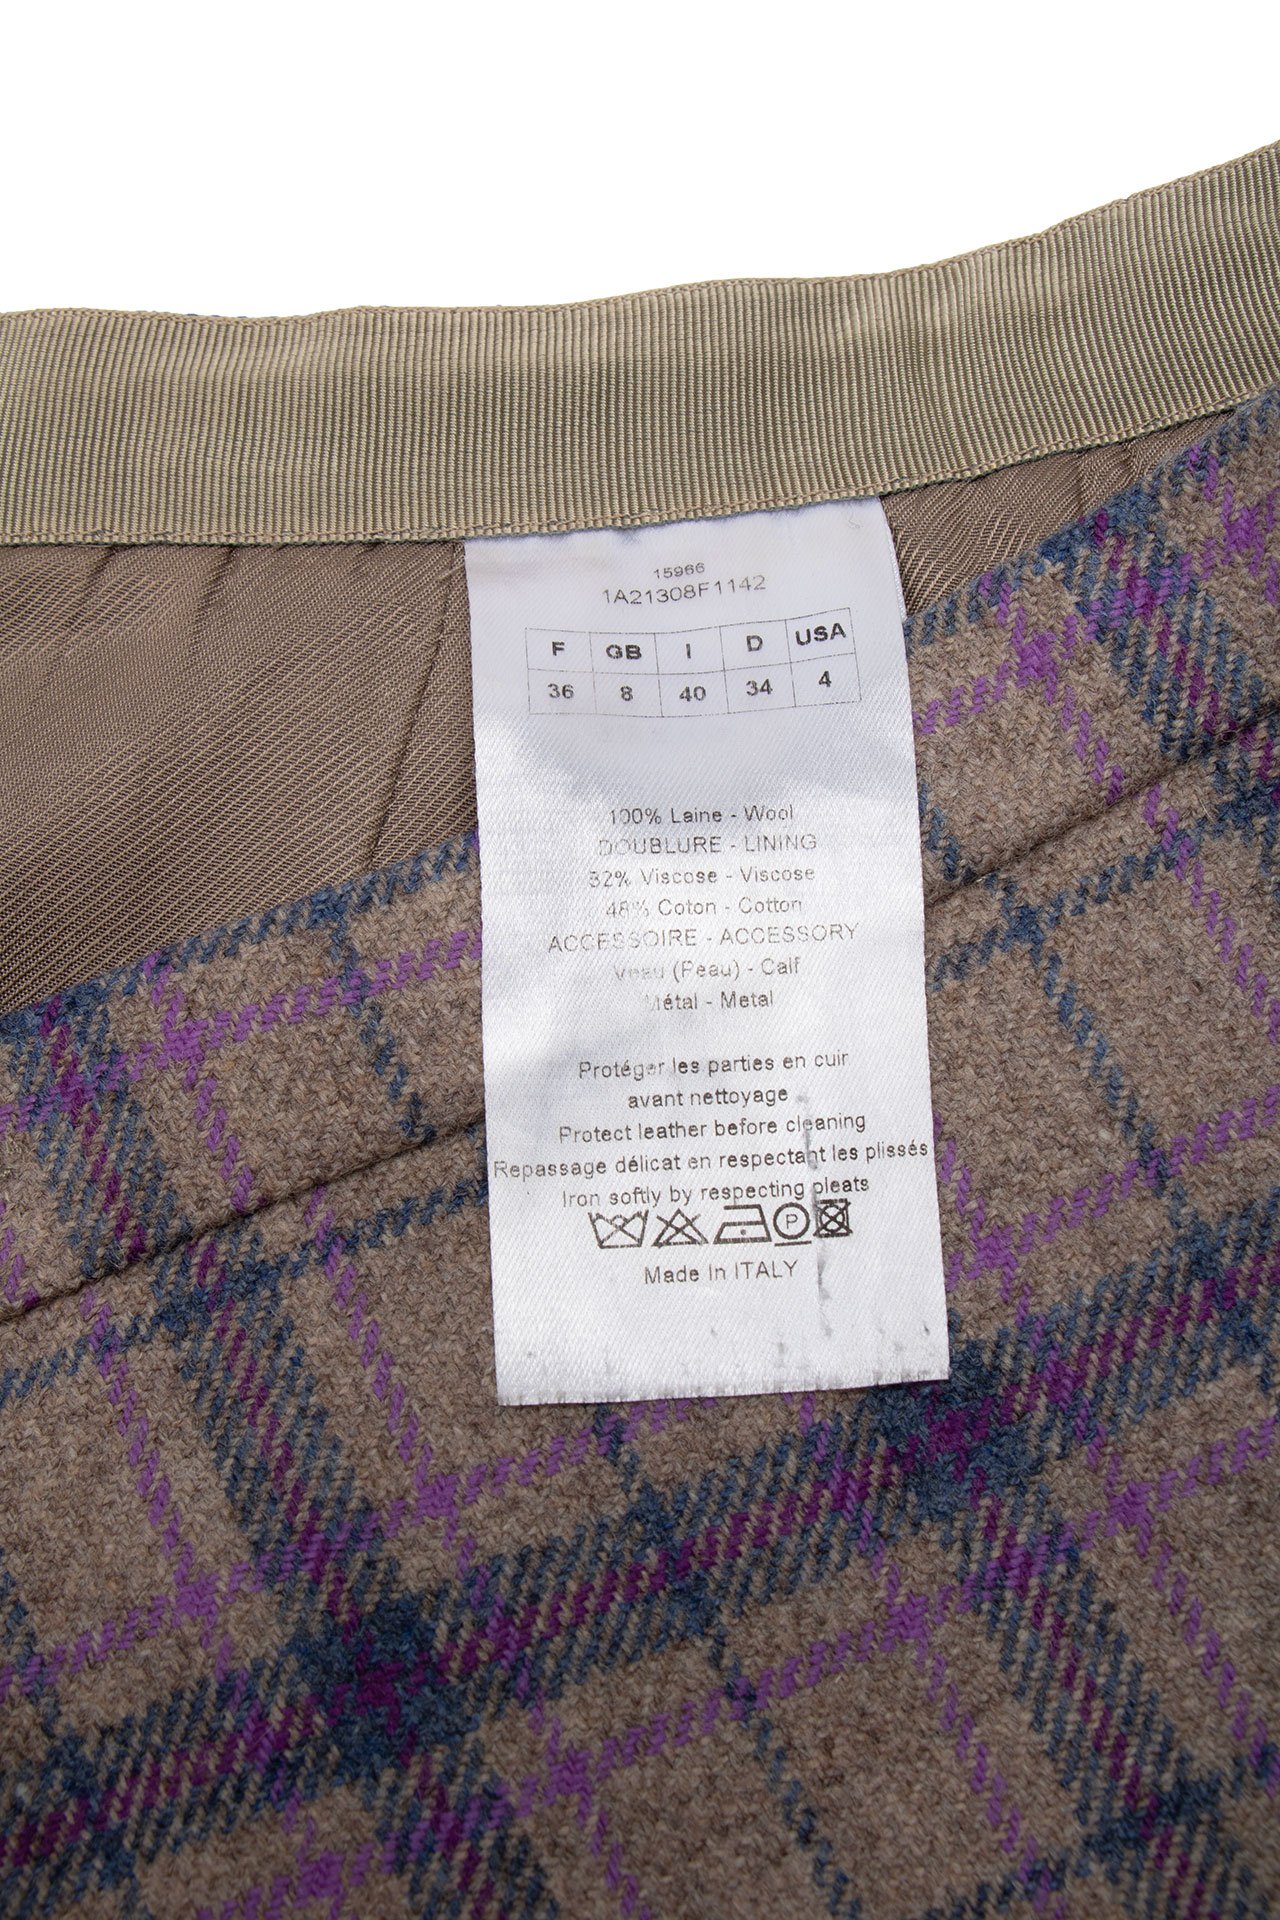 15966
1A21308F1142
F GB I D USA
36 8 40 34 4
100% Laine - Wool
DOUBLURE - LINING
Viscose - Viscose
48% Coton - Cotton
ACCESSOIRE - ACCESSORY
Veau (Peau) - Calf
Métal - Metal
Protéger les parties en cuir
avant nettoyage
Protect leather before cleaning
Repassage délicat en respectant les plissés
Iron softly by respecting pleats
P
Made In ITALY